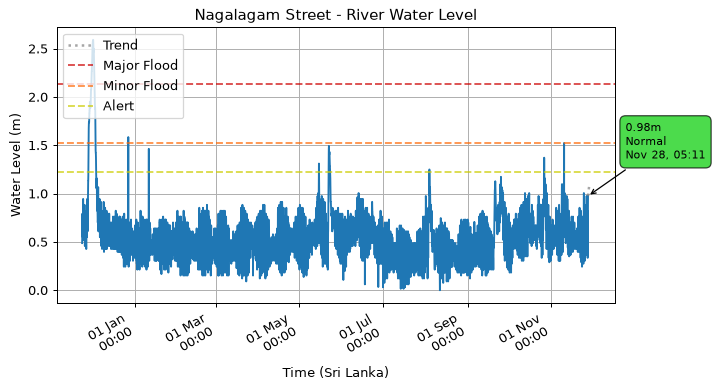 Nagalagam Street - River Water Level
Water Level (m)
2.5
2.0
1.5
1.0
0.5
0.0
Trend
Major Flood
Minor Flood
Alert
0.98m
Normal
Nov 28, 05:11
01 Jan
00:00
01 Mar
00:00
01 May
00:00
01 Jul
00:00
01 Sep
00:00
01 Nov
00:00
Time (Sri Lanka)